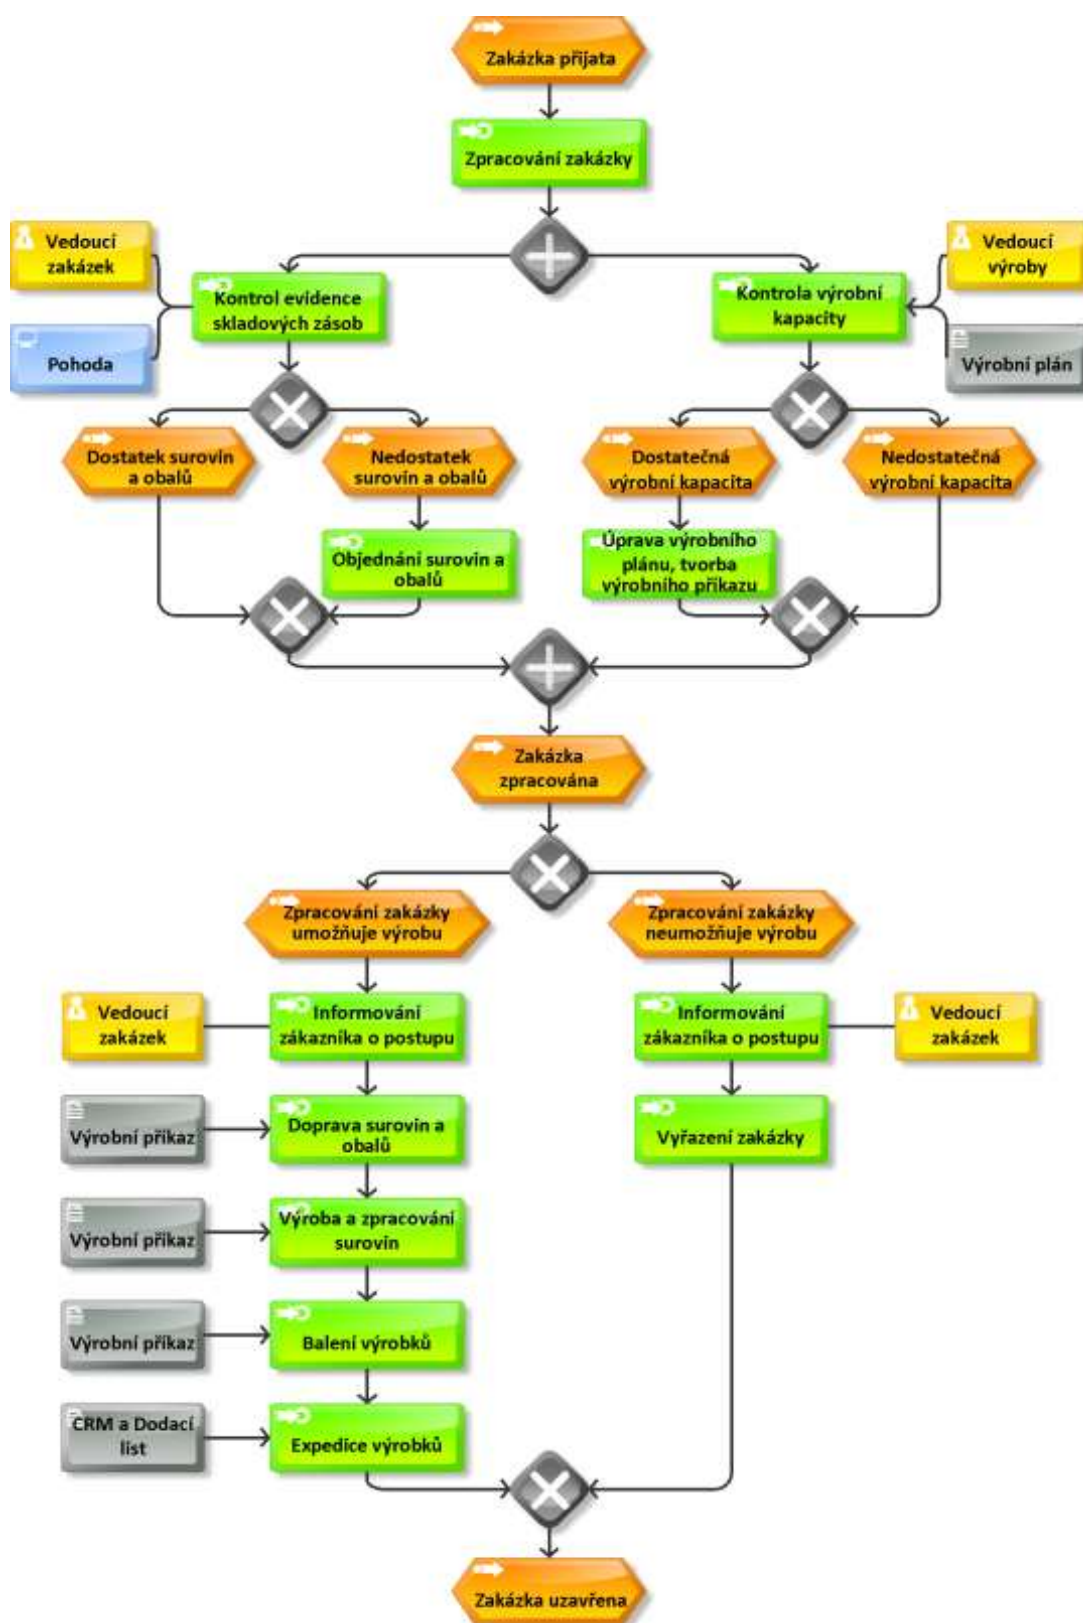 Zakázka přijata
Zpracování zakázky
Vedoucí
zakázek
Vedoucí
výroby
Kontrol evidence
skladových zásob
Kontrola výrobní
kapacity
Pohoda
Výrobní plán
Dostatek surovin
a obalů
Nedostatek
surovin a obalů
Dostatečná
výrobní kapacita
Nedostatečná
výrobní kapacita
Objednání surovin a
obalů
Úprava výrobního
plánu, tvorba
výrobního příkazu
Zakázka
zpracována
Zpracování zakázky
umožňuje výrobu
Zpracování zakázky
neumožňuje výrobu
Vedoucí
zakázek
Informování
zákazníka o postupu
Informování
zákazníka o postupu
Vedoucí
zakázek
Výrobní příkaz
Doprava surovin a
obalů
Vyřazení zakázky
Výrobní příkaz
Výroba a zpracování
surovin
Výrobní příkaz
Balení výrobků
CRM a Dodací
list
Expedice výrobků
Zakázka uzavřena